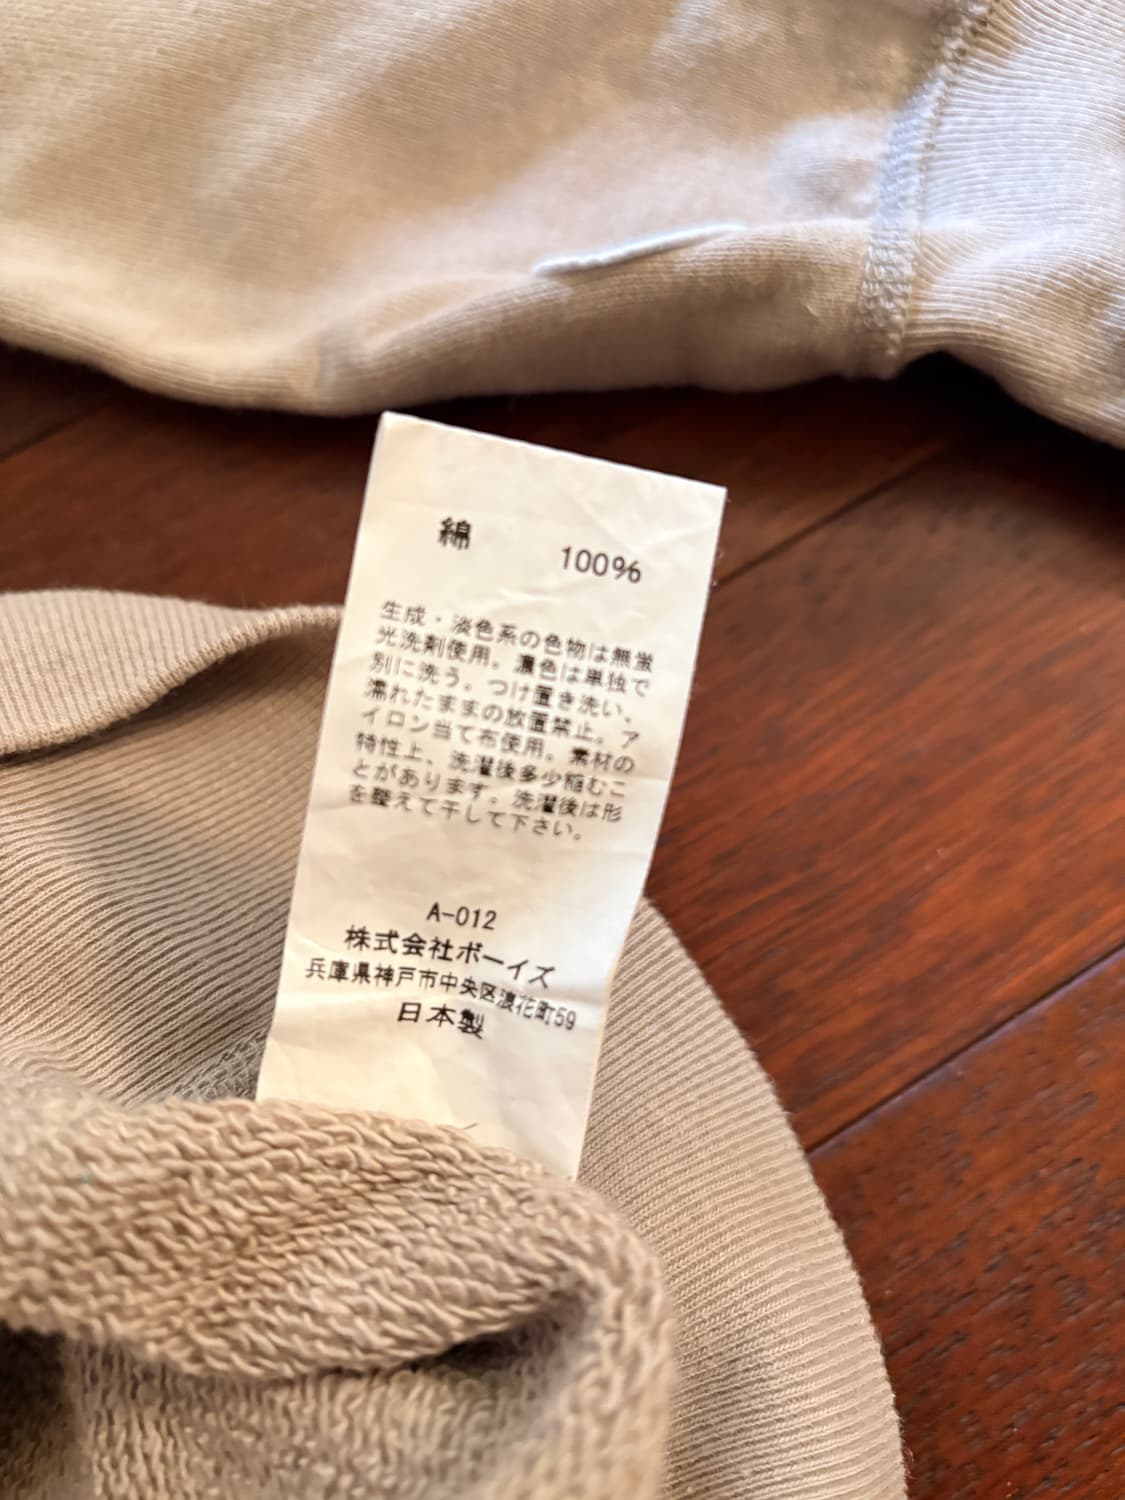 綿 100%
生成・淡色系の色物は無蛍
光洗剤使用。濃色は単独で
別に洗う。つけ置き洗い、
濡れたままの放置禁止。ア
イロン当て布使用。素材の
特性上、洗濯後多少縮むこ
とがあります。洗濯後は形
を整えて干して下さい。
A-012
株式会社ボーイズ
兵庫県神戸市中央区浪花町59
日本製